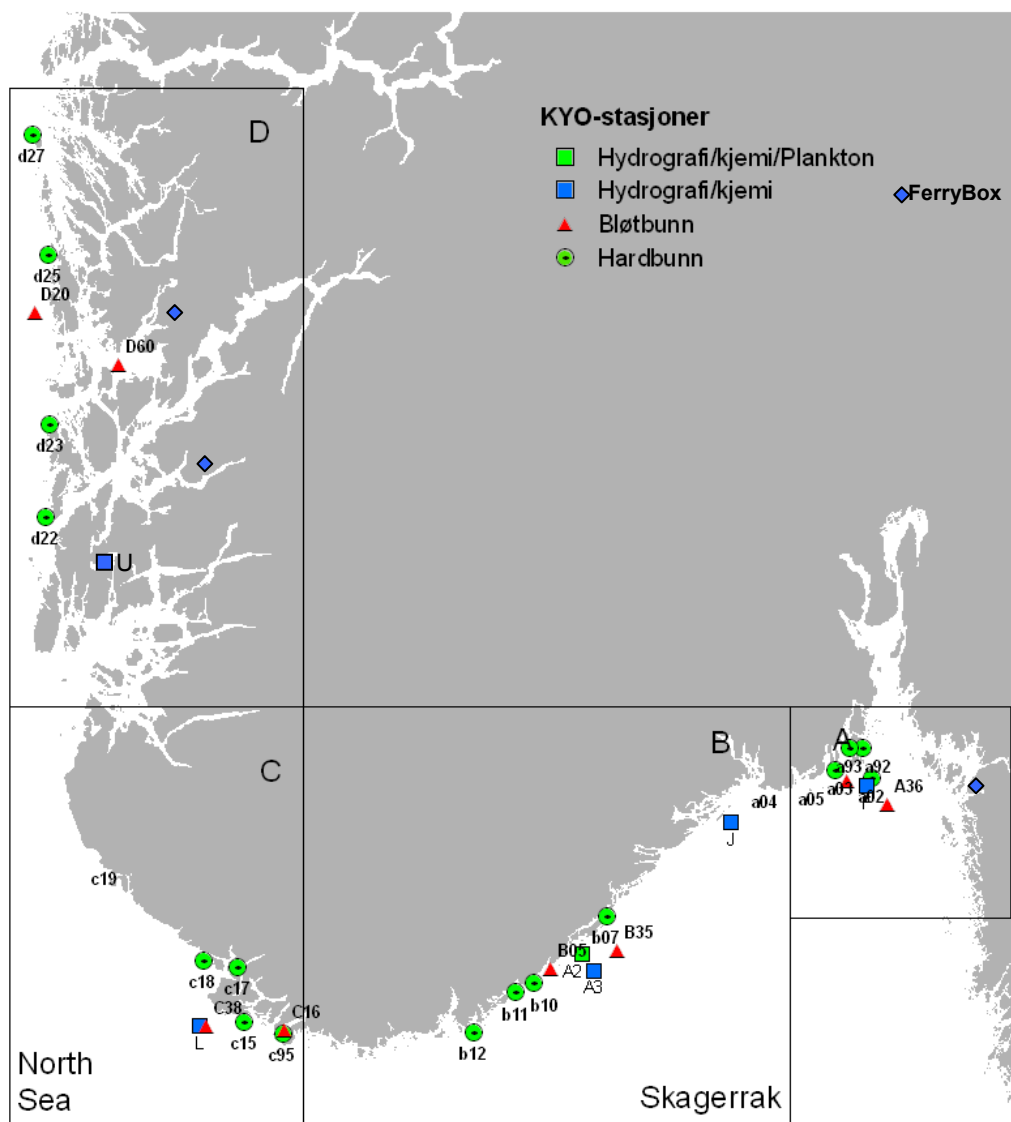 D
KYO-stasjoner
Hydrografi/kjemi/Plankton
Hydrografi/kjemi
FerryBox
Bløtbunn
Hardbunn
d27
d25
D20
D60
d23
d22
U
C
B
A
a93
a92
a03
a02
A36
a05
a04
J
c19
b07
B35
B05
A2
A3
b10
b11
b12
c18
c17
C38
C16
L
c15
c95
North
Sea
Skagerrak